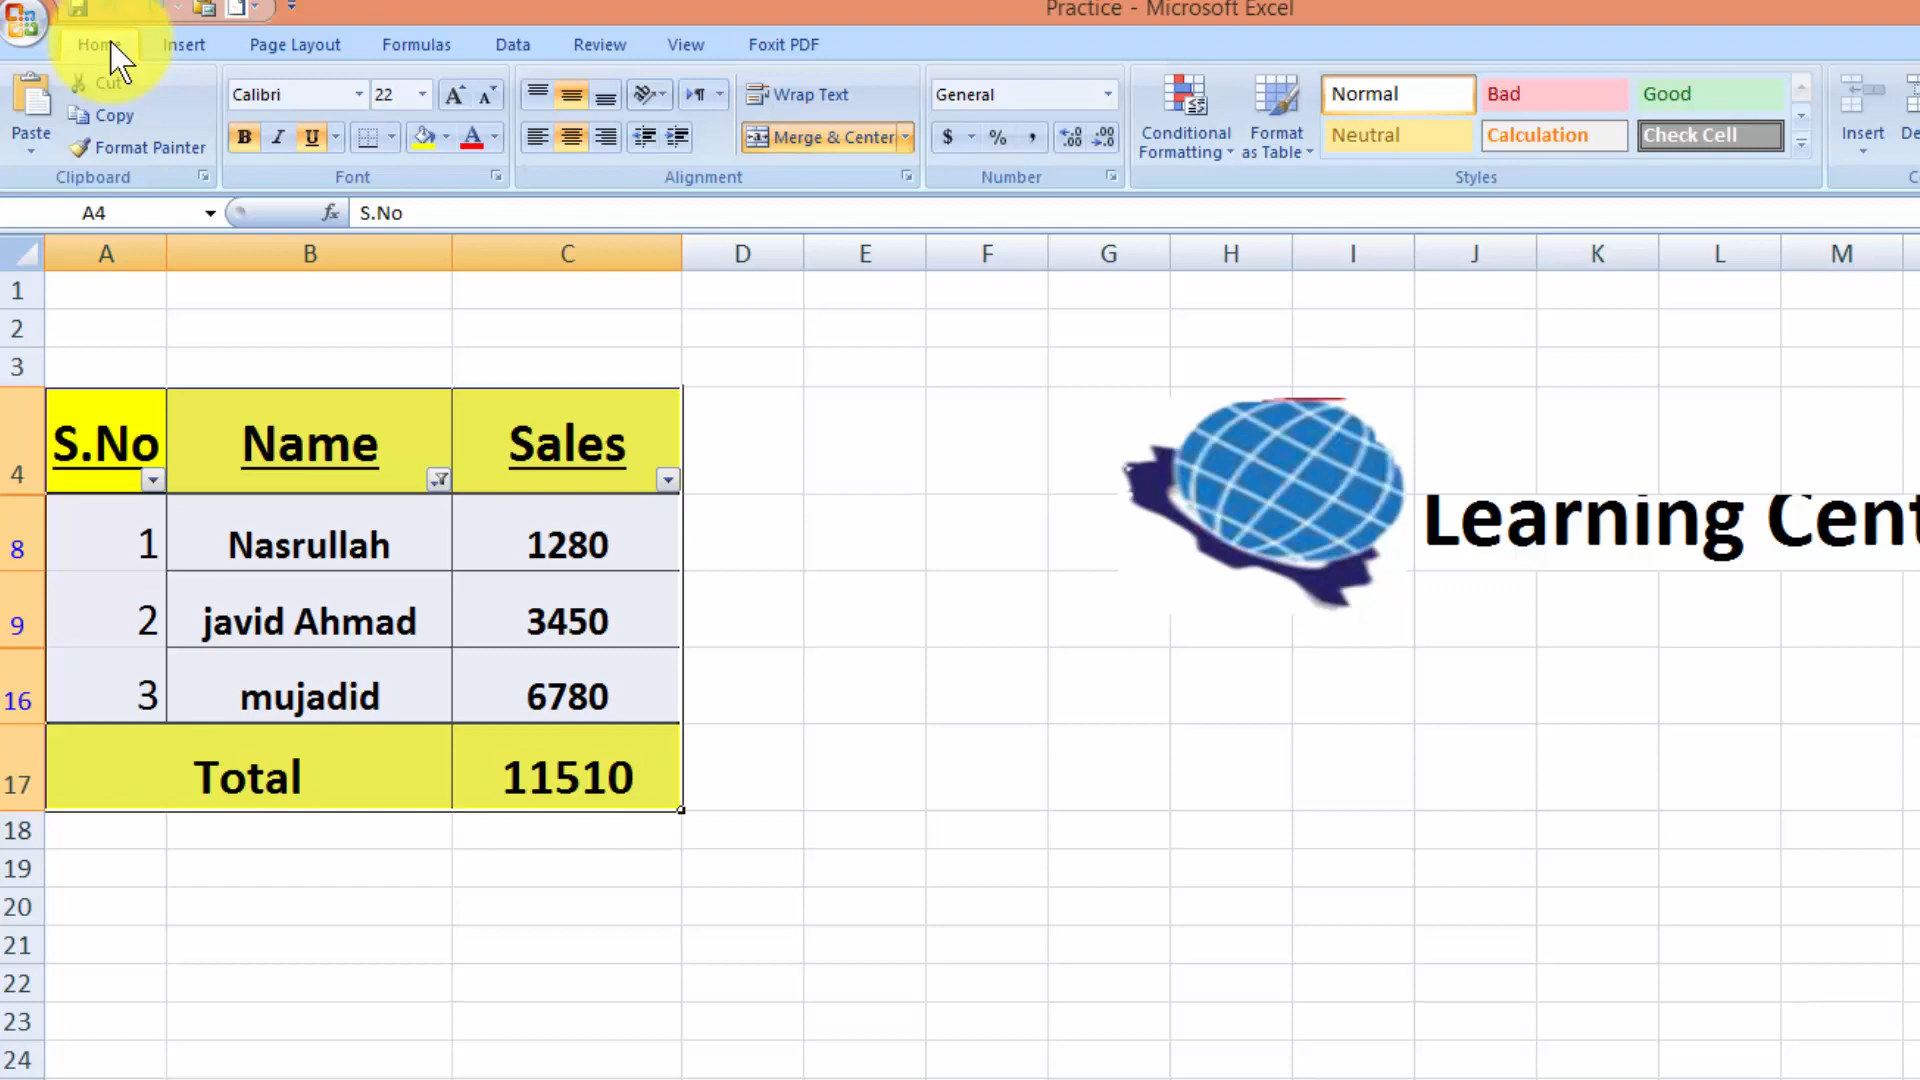 Practice - Microsoft Excel
Home Insert Page Layout Formulas Data Review View Foxit PDF
Paste
Cut
Copy
Format Painter
Clipboard
Calibri 22
B I U
Font
Wrap Text
Merge & Center
Alignment
General
$ % ,
Number
Conditional Formatting
Format as Table
Normal Bad Good
Neutral Calculation Check Cell
Styles
Insert
A4 fx S.No
A B C D E F G H I J K L M
1
2
3
4 S.No Name Sales
8 1 Nasrullah 1280
9 2 javid Ahmad 3450
16 3 mujadid 6780
17 Total 11510
18
19
20
21
22
23
24
Learning Cent